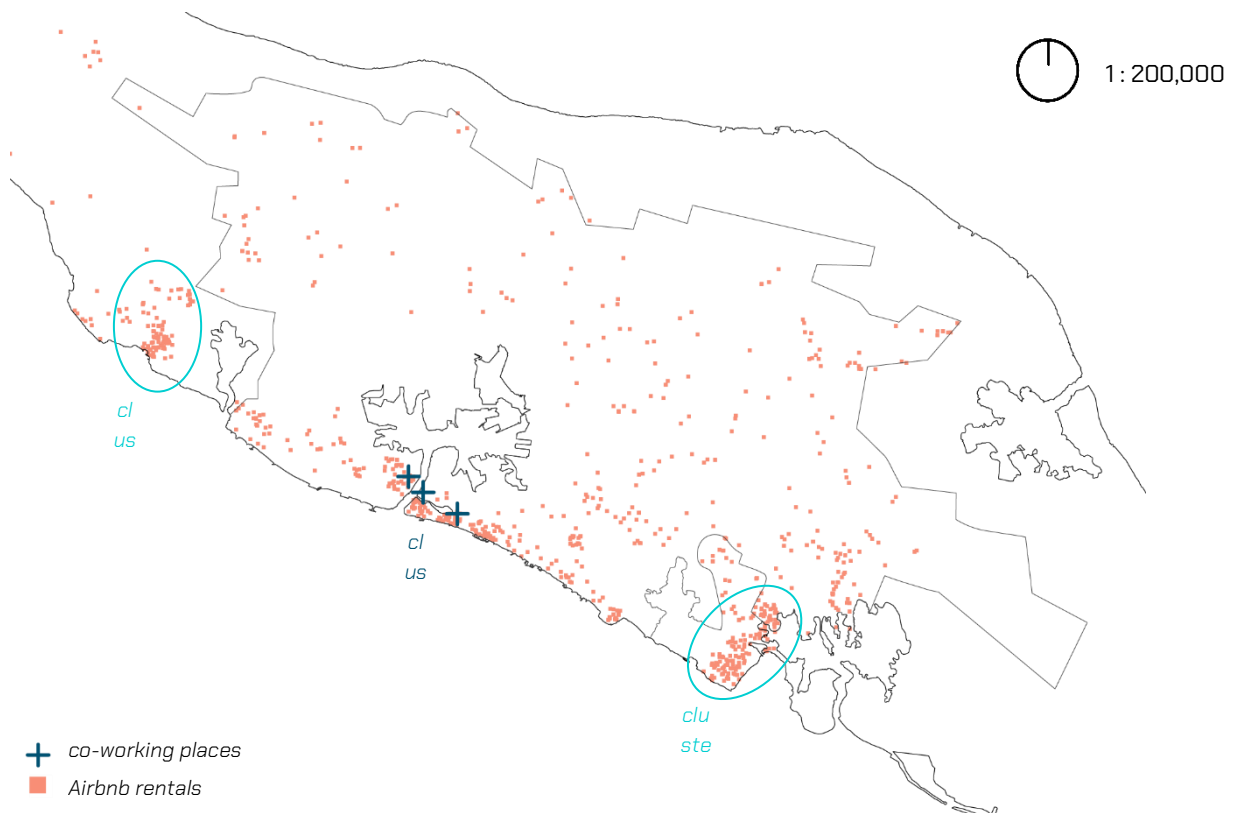 1 : 200,000
cl
us
cl
us
clu
ste
co-working places
Airbnb rentals